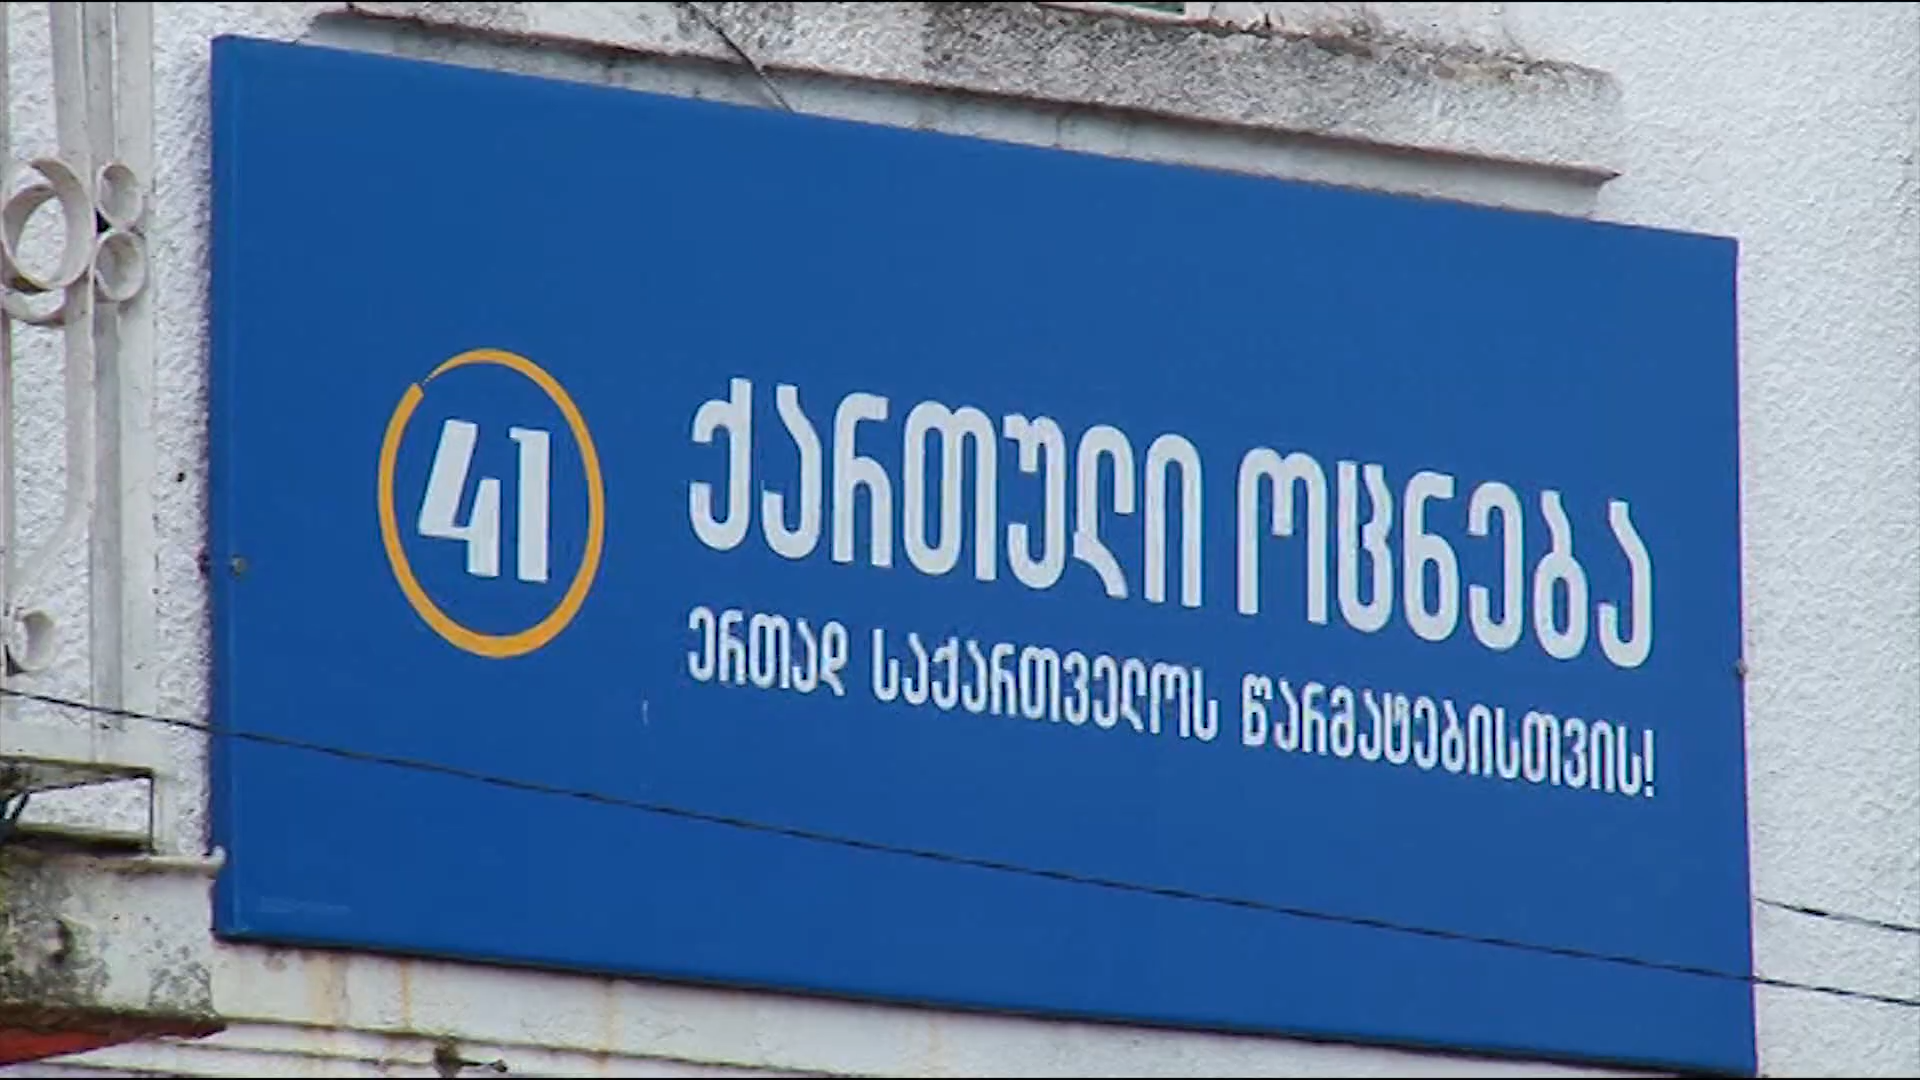 41
ქართული ოცნება
ერთად საქართველოს წარმატებისთვის!